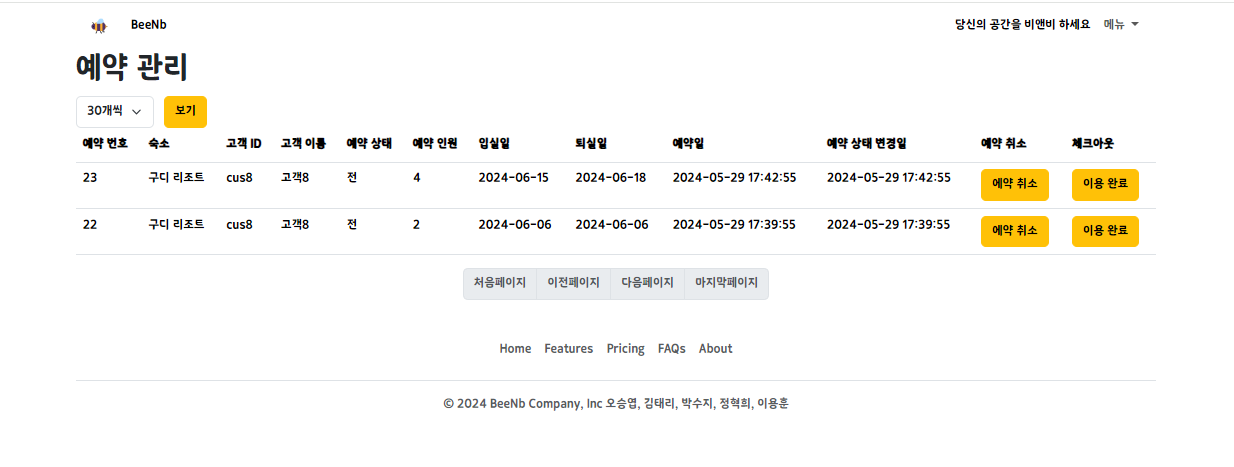 BeeNb 당신의 공간을 비앤비 하세요 메뉴
예약 관리
30개씩 보기
예약 번호 숙소 고객 ID 고객 이름 예약 상태 예약 인원 입실일 퇴실일 예약일 예약 상태 변경일 예약 취소 체크아웃
23 구디 리조트 cus8 고객8 전 4 2024-06-15 2024-06-18 2024-05-29 17:42:55 2024-05-29 17:42:55 예약 취소 이용 완료
22 구디 리조트 cus8 고객8 전 2 2024-06-06 2024-06-06 2024-05-29 17:39:55 2024-05-29 17:39:55 예약 취소 이용 완료
처음페이지 이전페이지 다음페이지 마지막페이지
Home Features Pricing FAQs About
© 2024 BeeNb Company, Inc 오승엽, 김태리, 박수지, 정혁희, 이용훈